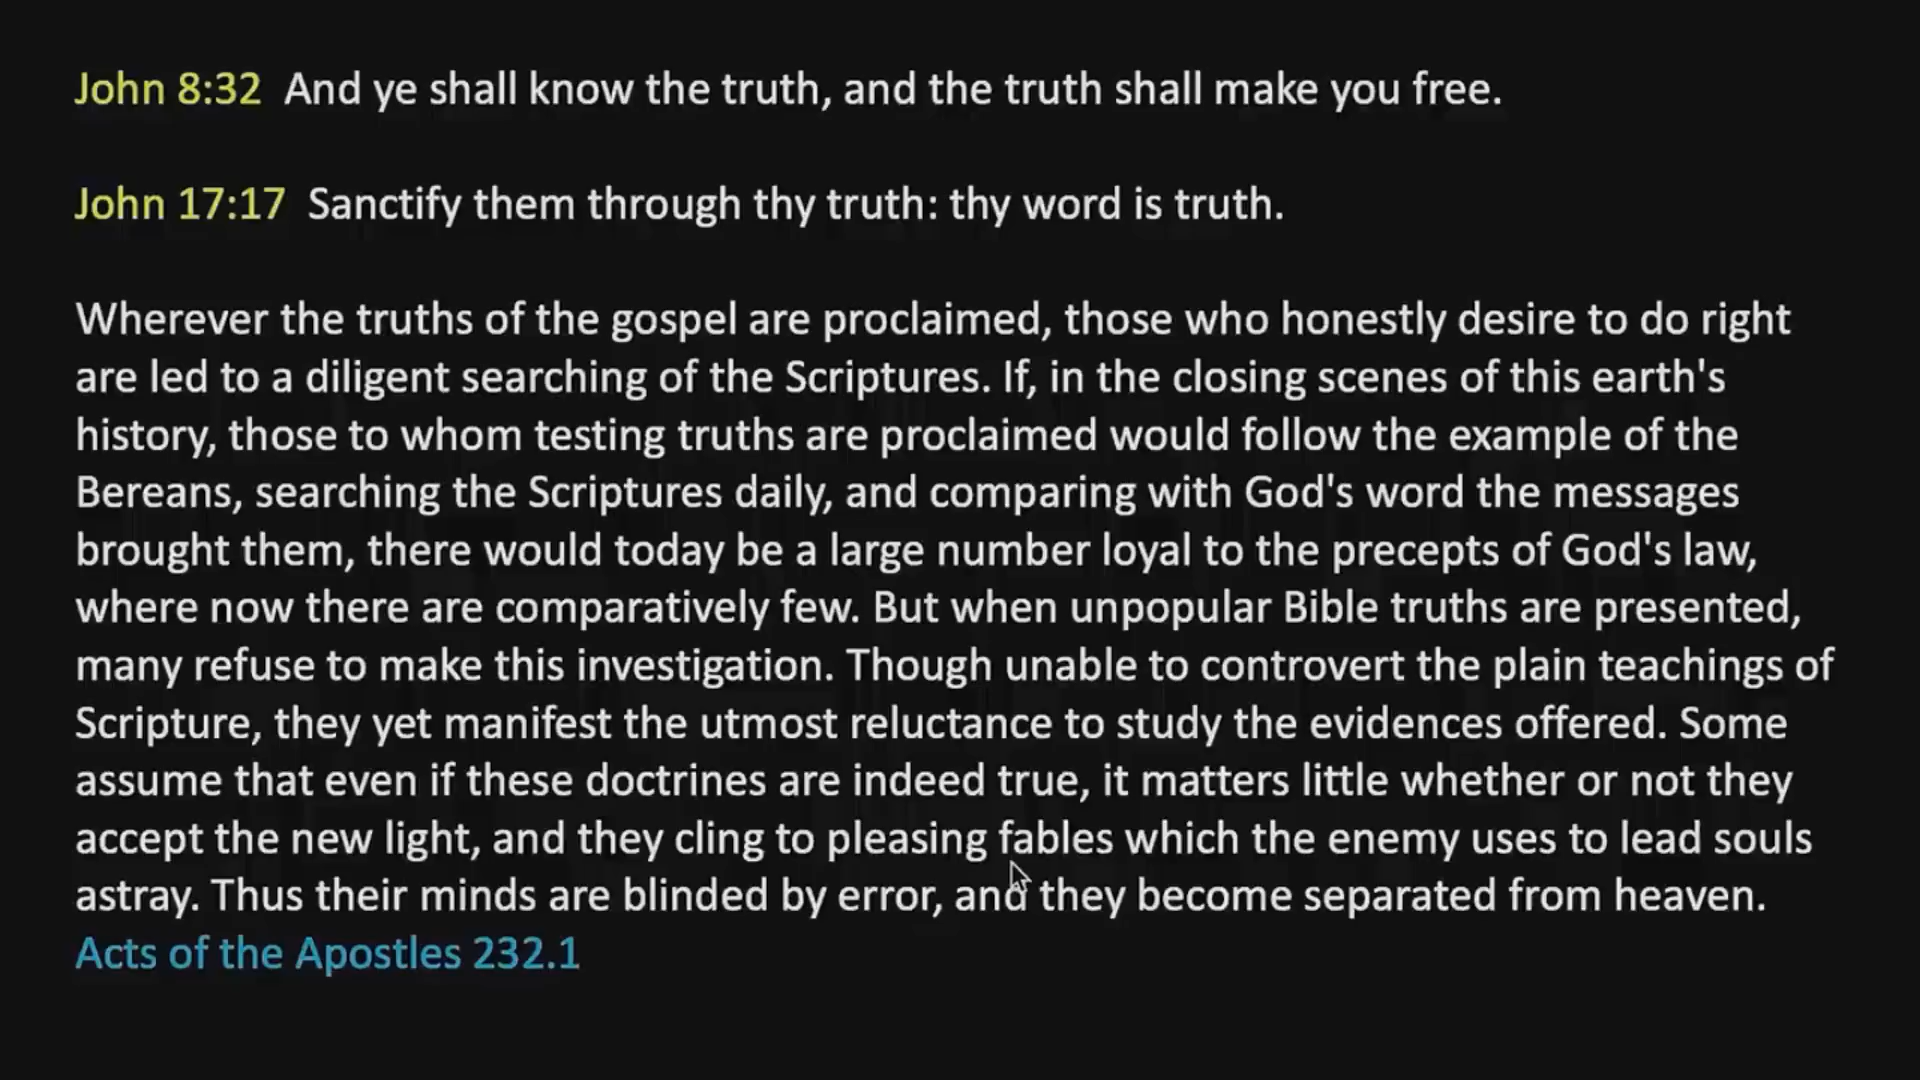 John 8:32 And ye shall know the truth, and the truth shall make you free.
John 17:17 Sanctify them through thy truth: thy word is truth.
Wherever the truths of the gospel are proclaimed, those who honestly desire to do right
are led to a diligent searching of the Scriptures. If, in the closing scenes of this earth's
history, those to whom testing truths are proclaimed would follow the example of the
Bereans, searching the Scriptures daily, and comparing with God's word the messages
brought them, there would today be a large number loyal to the precepts of God's law,
where now there are comparatively few. But when unpopular Bible truths are presented,
many refuse to make this investigation. Though unable to controvert the plain teachings of
Scripture, they yet manifest the utmost reluctance to study the evidences offered. Some
assume that even if these doctrines are indeed true, it matters little whether or not they
accept the new light, and they cling to pleasing fables which the enemy uses to lead souls
astray. Thus their minds are blinded by error, and they become separated from heaven.
Acts of the Apostles 232.1